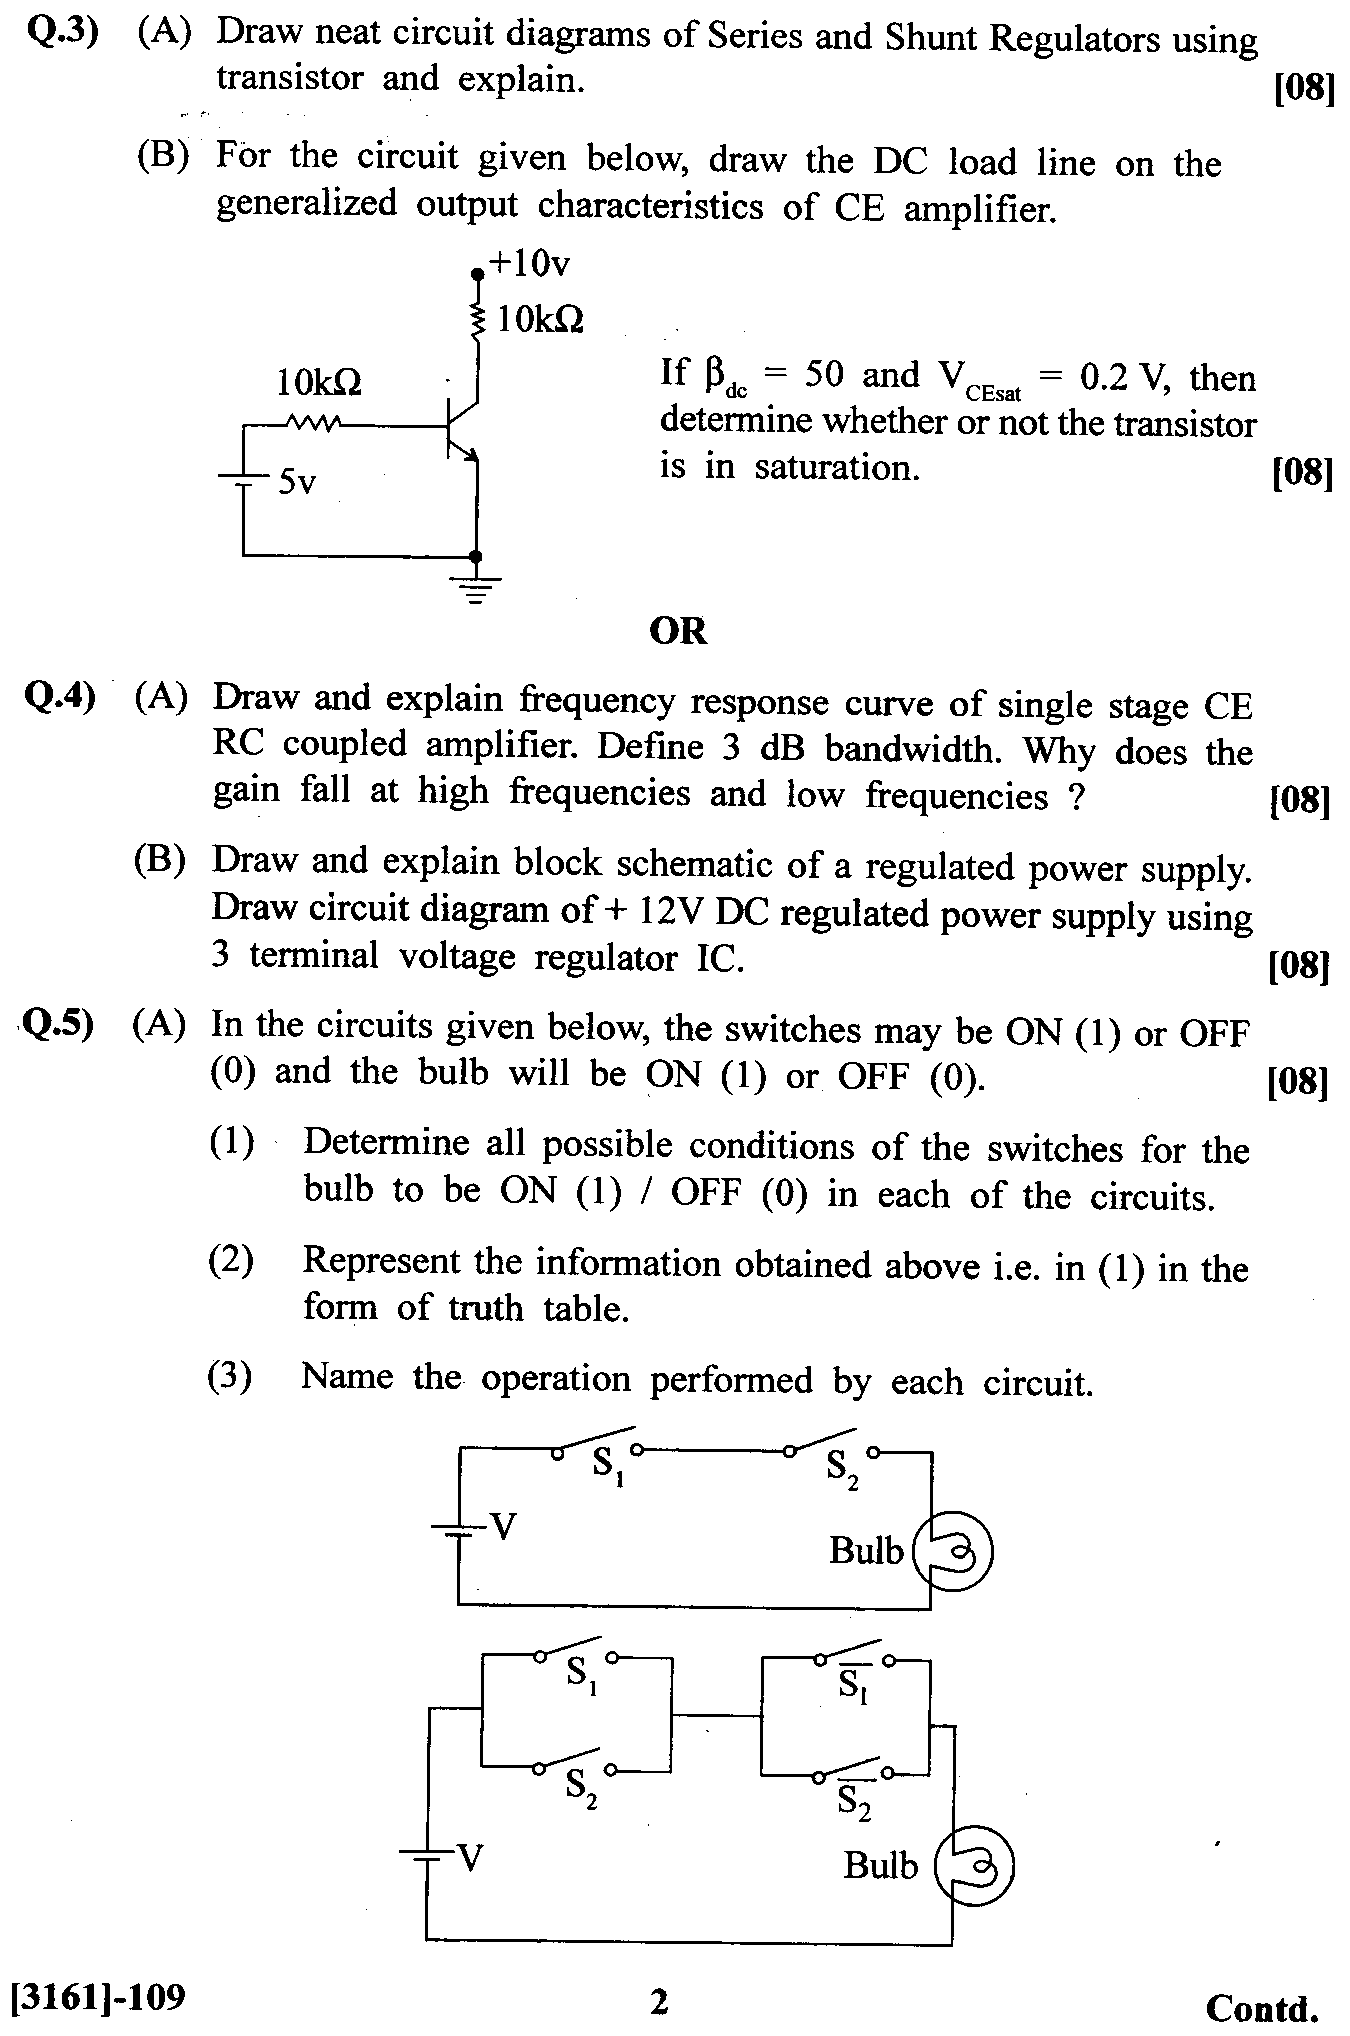 Q.3) (A) Draw neat circuit diagrams of Series and Shunt Regulators using
transistor and explain. [08]
(B) For the circuit given below, draw the DC load line on the
generalized output characteristics of CE amplifier.
+10v
10kΩ
10kΩ
5v
If βdc = 50 and VCEsat = 0.2 V, then
determine whether or not the transistor
is in saturation. [08]
OR
Q.4) (A) Draw and explain frequency response curve of single stage CE
RC coupled amplifier. Define 3 dB bandwidth. Why does the
gain fall at high frequencies and low frequencies ? [08]
(B) Draw and explain block schematic of a regulated power supply.
Draw circuit diagram of + 12V DC regulated power supply using
3 terminal voltage regulator IC. [08]
Q.5) (A) In the circuits given below, the switches may be ON (1) or OFF
(0) and the bulb will be ON (1) or OFF (0). [08]
(1) Determine all possible conditions of the switches for the
bulb to be ON (1) / OFF (0) in each of the circuits.
(2) Represent the information obtained above i.e. in (1) in the
form of truth table.
(3) Name the operation performed by each circuit.
S1 S2
V
Bulb
S1 S̅1
S2 S̅2
V
Bulb
[3161]-109 2 Contd.